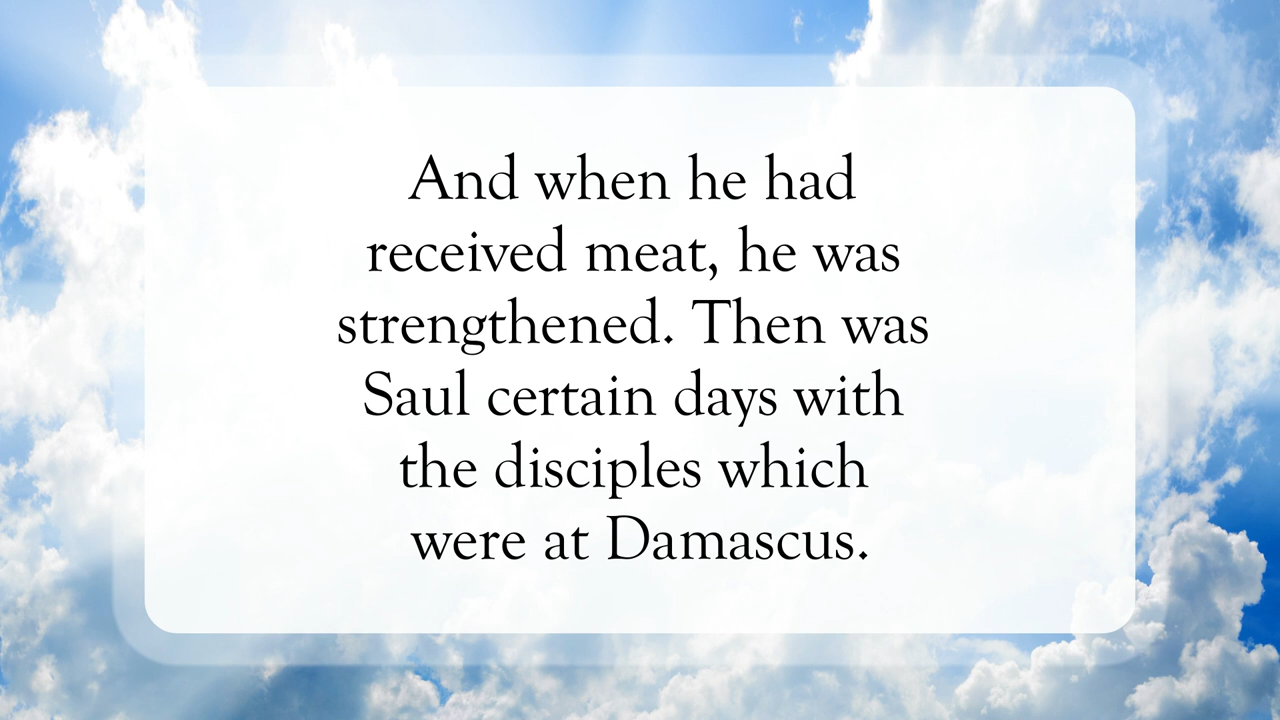 And when he had
received meat, he was
strengthened. Then was
Saul certain days with
the disciples which
were at Damascus.